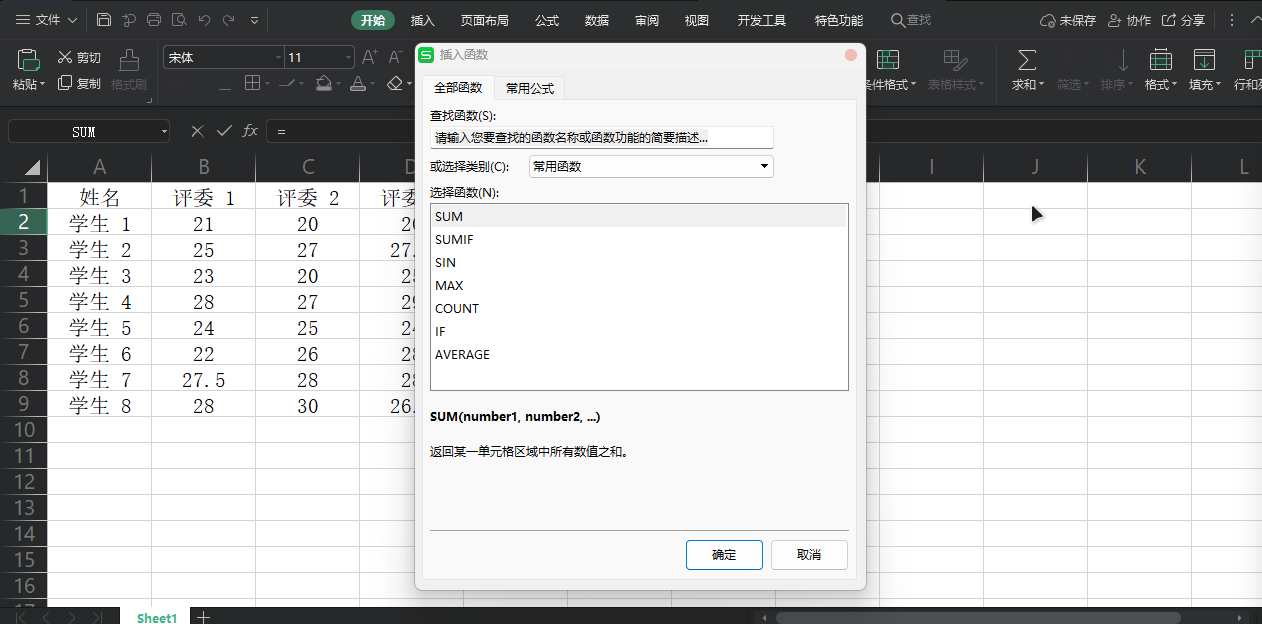 文件
开始 插入 页面布局 公式 数据 审阅 视图 开发工具 特色功能 查找
未保存 协作 分享
粘贴 剪切 复制 格式刷
宋体 11 A+ A-
条件格式 表格样式 求和 筛选 排序 格式 填充 行和列
SUM fx =
A B C D I J K L
1 姓名 评委 1 评委 2 评委
2 学生 1 21 20
3 学生 2 25 27 27.
4 学生 3 23 20
5 学生 4 28 27
6 学生 5 24 25
7 学生 6 22 26
8 学生 7 27.5 28
9 学生 8 28 30 26.
10
11
12
13
14
15
16
17
Sheet1
插入函数
全部函数 常用公式
查找函数(S):
请输入您要查找的函数名称或函数功能的简要描述...
或选择类别(C): 常用函数
选择函数(N):
SUM
SUMIF
SIN
MAX
COUNT
IF
AVERAGE
SUM(number1, number2, ...)
返回某一单元格区域中所有数值之和。
确定 取消